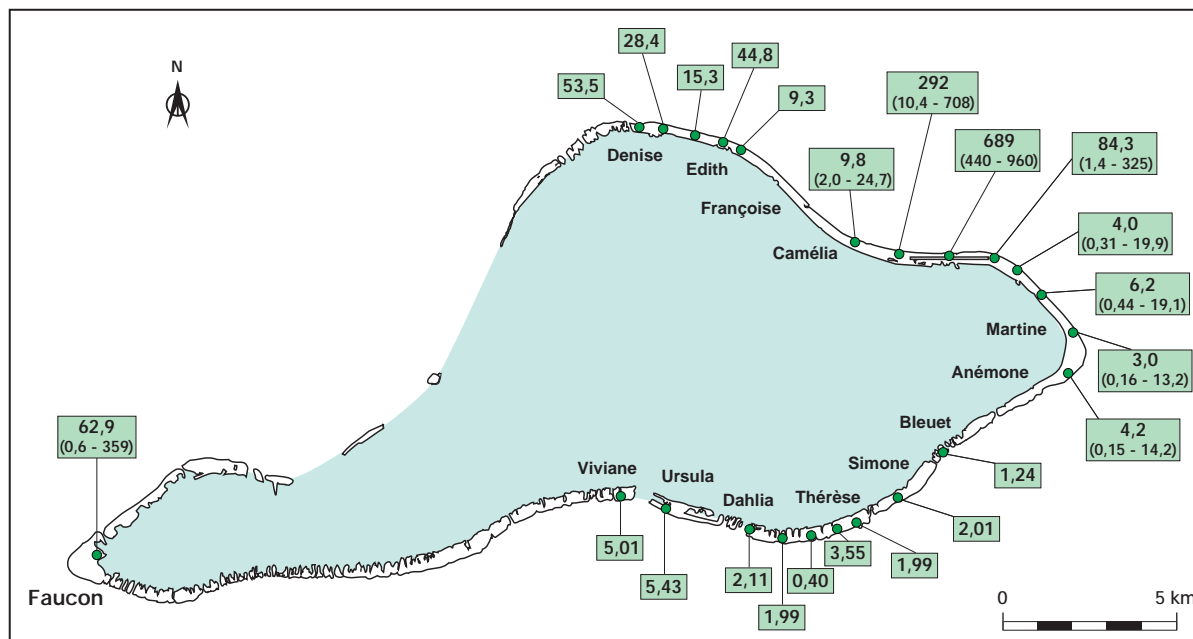 N
53,5
28,4
15,3
44,8
9,3
292
(10,4 - 708)
689
(440 - 960)
84,3
(1,4 - 325)
9,8
(2,0 - 24,7)
4,0
(0,31 - 19,9)
6,2
(0,44 - 19,1)
3,0
(0,16 - 13,2)
4,2
(0,15 - 14,2)
Denise
Edith
Françoise
Camélia
Martine
Anémone
Bleuet
Simone
Thérèse
Dahlia
Ursula
Viviane
62,9
(0,6 - 359)
Faucon
5,01
5,43
2,11
1,99
0,40
3,55
1,99
2,01
1,24
0
5 km